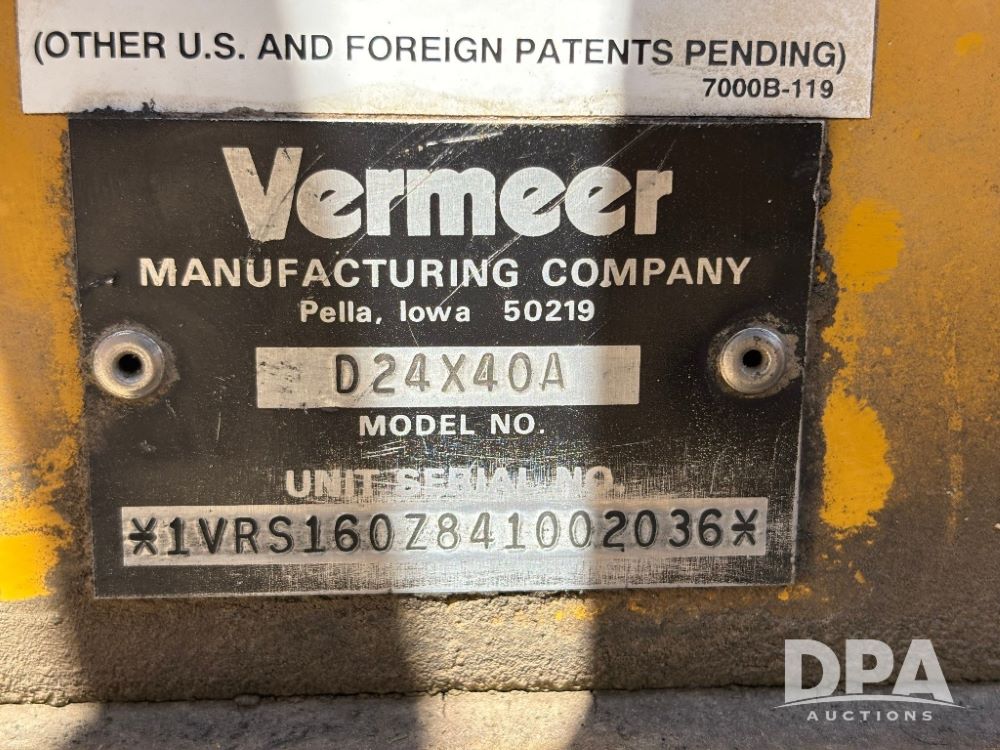 (OTHER U.S. AND FOREIGN PATENTS PENDING)
7000B-119
Vermeer
MANUFACTURING COMPANY
Pella, Iowa 50219
D24X40A
MODEL NO.
UNIT SERIAL NO.
*1VRS160Z841002036*
DPA
AUCTIONS